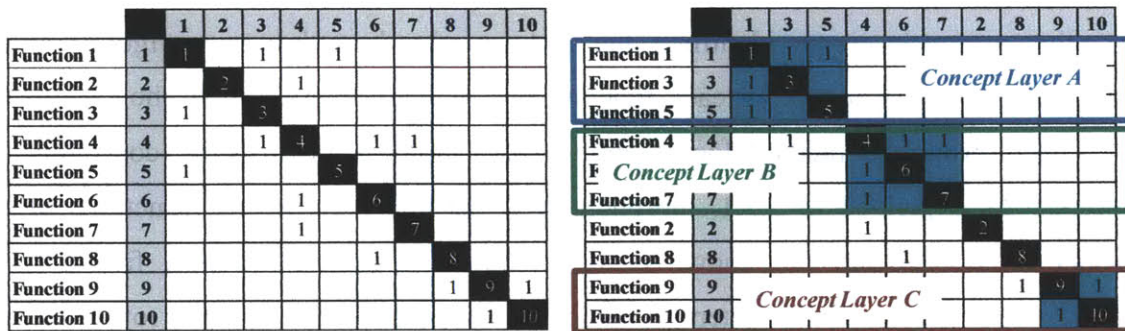 1 2 3 4 5 6 7 8 9 10
Function 1 1 1 1 1
Function 2 2 2 1
Function 3 3 1 3
Function 4 4 1 4 1 1
Function 5 5 1 5
Function 6 6 1 6
Function 7 7 1 7
Function 8 8 1 8
Function 9 9 1 9 1
Function 10 10 1 10
1 3 5 4 6 7 2 8 9 10
Function 1 1 1 1 1
Function 3 3 1 3
Concept Layer A
Function 5 5 1 5
Function 4 4 1 4 1 1
Concept Layer B
1 6
Function 7 7 1 7
Function 2 2 1 2
Function 8 8 1 8
Function 9 9 1 9 1
Concept Layer C
Function 10 10 1 10